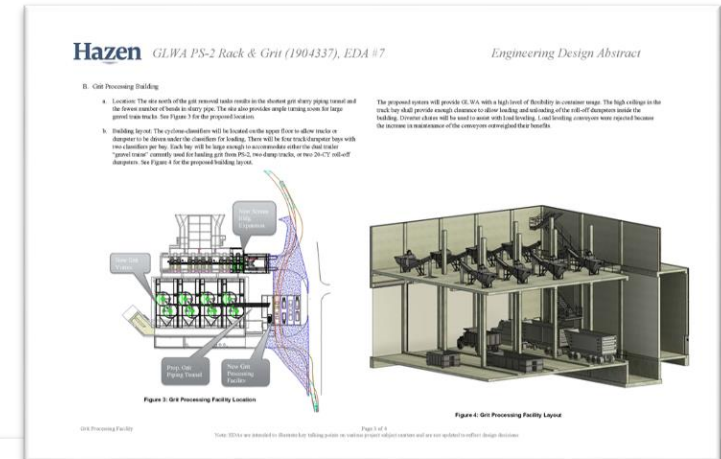 Hazen GLWA PS-2 Rack & Grit (1904337), EDA #7
Engineering Design Abstract
B. Grit Processing Building
a. Location: The site north of the grit removal tanks results in the shortest grit slurry piping tunnel and
the fewest number of bends in slurry pipe. The site also provides ample turning room for large
gravel train trucks. See Figure 3 for the proposed location.
b. Building layout: The cyclone-classifiers will be located on the upper floor to allow trucks or
dumpster to be driven under the classifiers for loading. There will be four truck/dumpster bays with
two classifiers per bay. Each bay will be large enough to accommodate either the dual trailer
"gravel trains" currently used for hauling grit from PS-2, two dump trucks, or two 20-CY roll-off
dumpsters. See Figure 4 for the proposed building layout.
The proposed system will provide GLWA with a high level of flexibility in container usage. The high ceilings in the
truck bay shall provide enough clearance to allow loading and unloading of the roll-off dumpsters inside the
building. Diverter chutes will be used to assist with load leveling. Load leveling conveyors were rejected because
the increase in maintenance of the conveyors outweighed their benefits.
New Screen
Bldg
Expansion
New Grit
Vortex
Prop. Grit
Piping Tunnel
New Grit
Processing
Facility
Figure 3: Grit Processing Facility Location
Figure 4: Grit Processing Facility Layout
Grit Processing Facility
Page 3 of 4
Note: EDAs are intended to illustrate key talking points on various project subject matters and are not updated to reflect design decisions